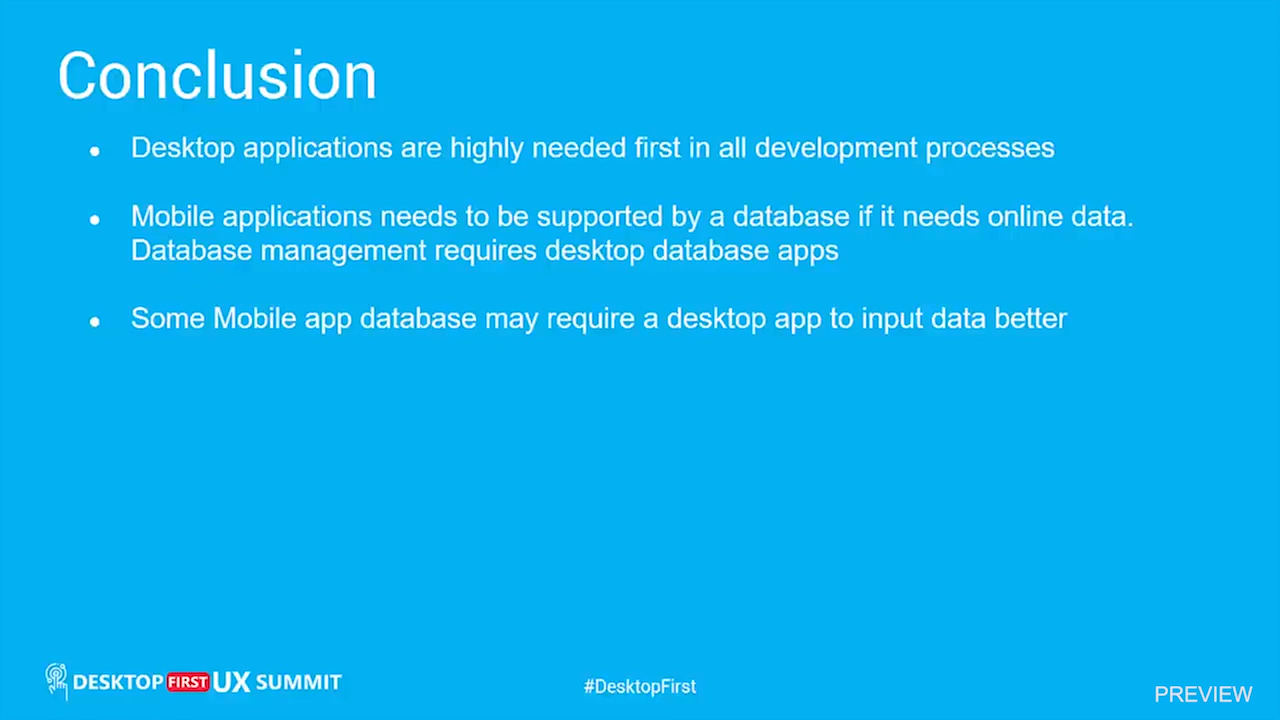 Conclusion
• Desktop applications are highly needed first in all development processes
• Mobile applications needs to be supported by a database if it needs online data.
Database management requires desktop database apps
• Some Mobile app database may require a desktop app to input data better
DESKTOP FIRST UX SUMMIT
#DesktopFirst
PREVIEW